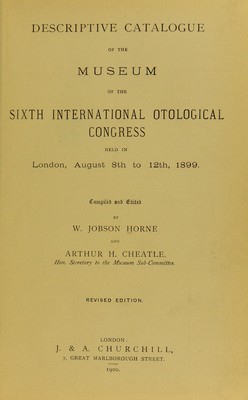 DESCRIPTIVE CATALOGUE
OF THE
MUSEUM
OF THE
SIXTH INTERNATIONAL OTOLOGICAL
CONGRESS
HELD IN
London, August 8th to 12th, 1899.
Compiled and Edited
BY
W. JOBSON HORNE
AND
ARTHUR H. CHEATLE,
Hon. Secretary to the Museum Sub-Committee.
REVISED EDITION.
LONDON:
J. & A. CHURCHILL,
7, GREAT MARLBOROUGH STREET.
1900.